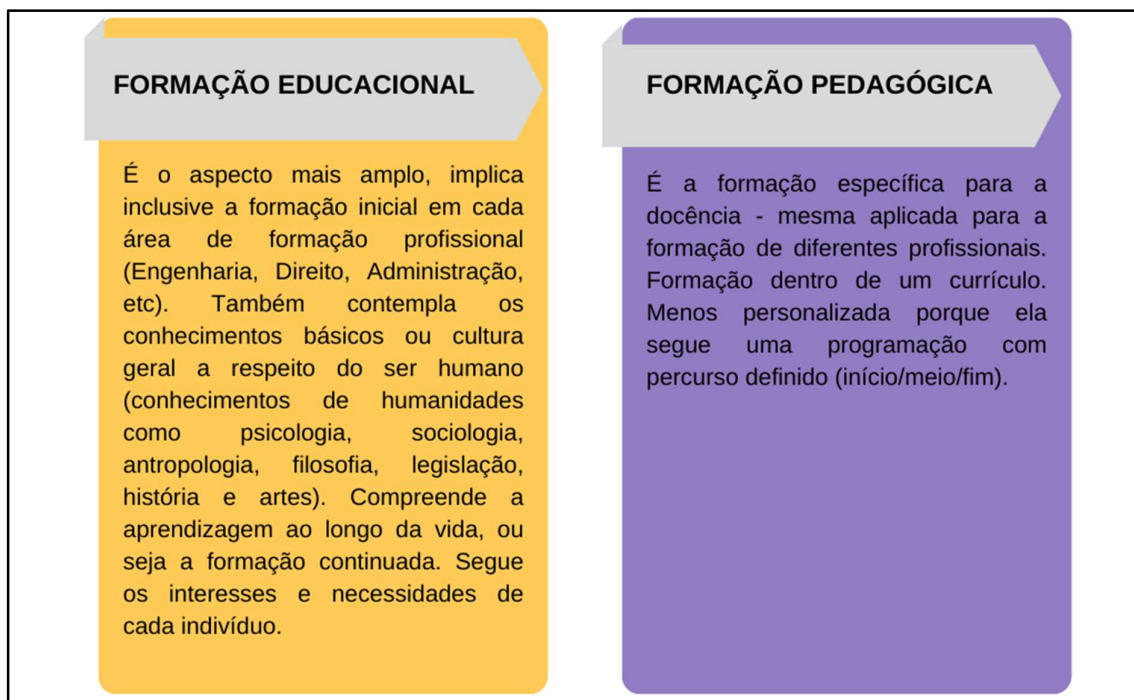 FORMAÇÃO EDUCACIONAL
É o aspecto mais amplo, implica
inclusive a formação inicial em cada
área de formação profissional
(Engenharia, Direito, Administração,
etc). Também contempla os
conhecimentos básicos ou cultura
geral a respeito do ser humano
(conhecimentos de humanidades
como psicologia, sociologia,
antropologia, filosofia, legislação,
história e artes). Compreende a
aprendizagem ao longo da vida, ou
seja a formação continuada. Segue
os interesses e necessidades de
cada indivíduo.
FORMAÇÃO PEDAGÓGICA
É a formação específica para a
docência - mesma aplicada para a
formação de diferentes profissionais.
Formação dentro de um currículo.
Menos personalizada porque ela
segue uma programação com
percurso definido (início/meio/fim).